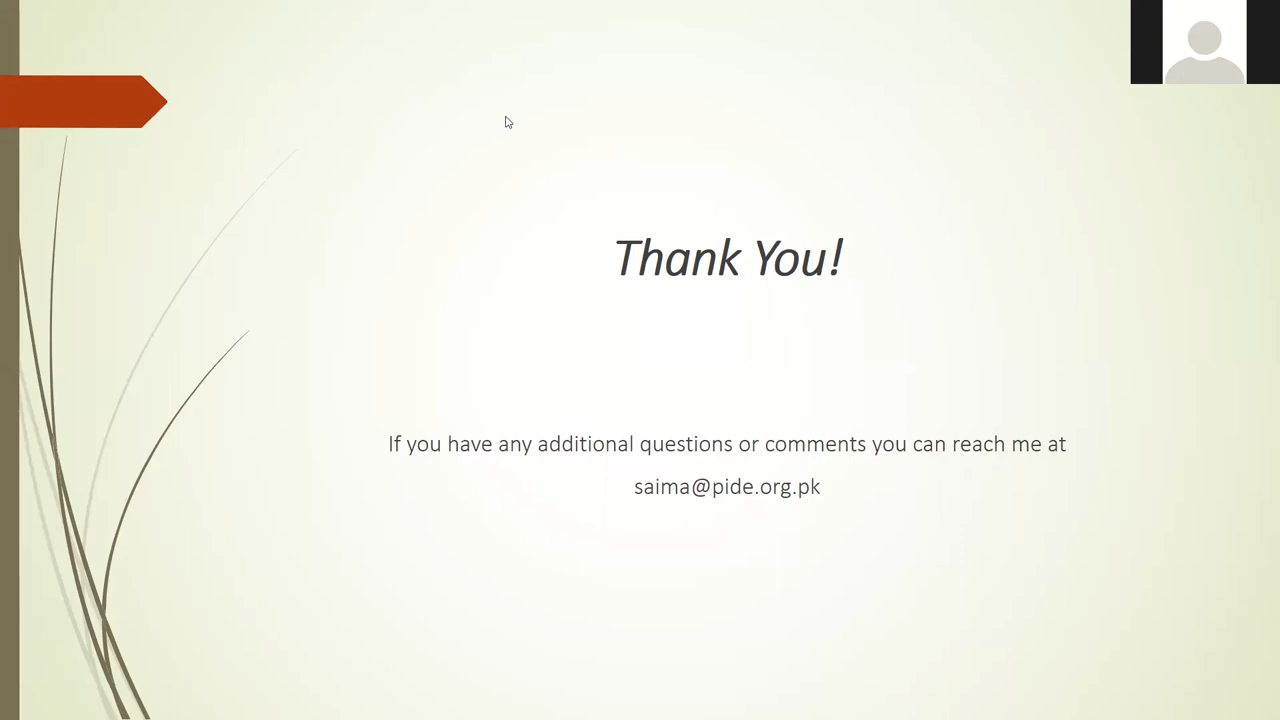 Thank You!
If you have any additional questions or comments you can reach me at
saima@pide.org.pk